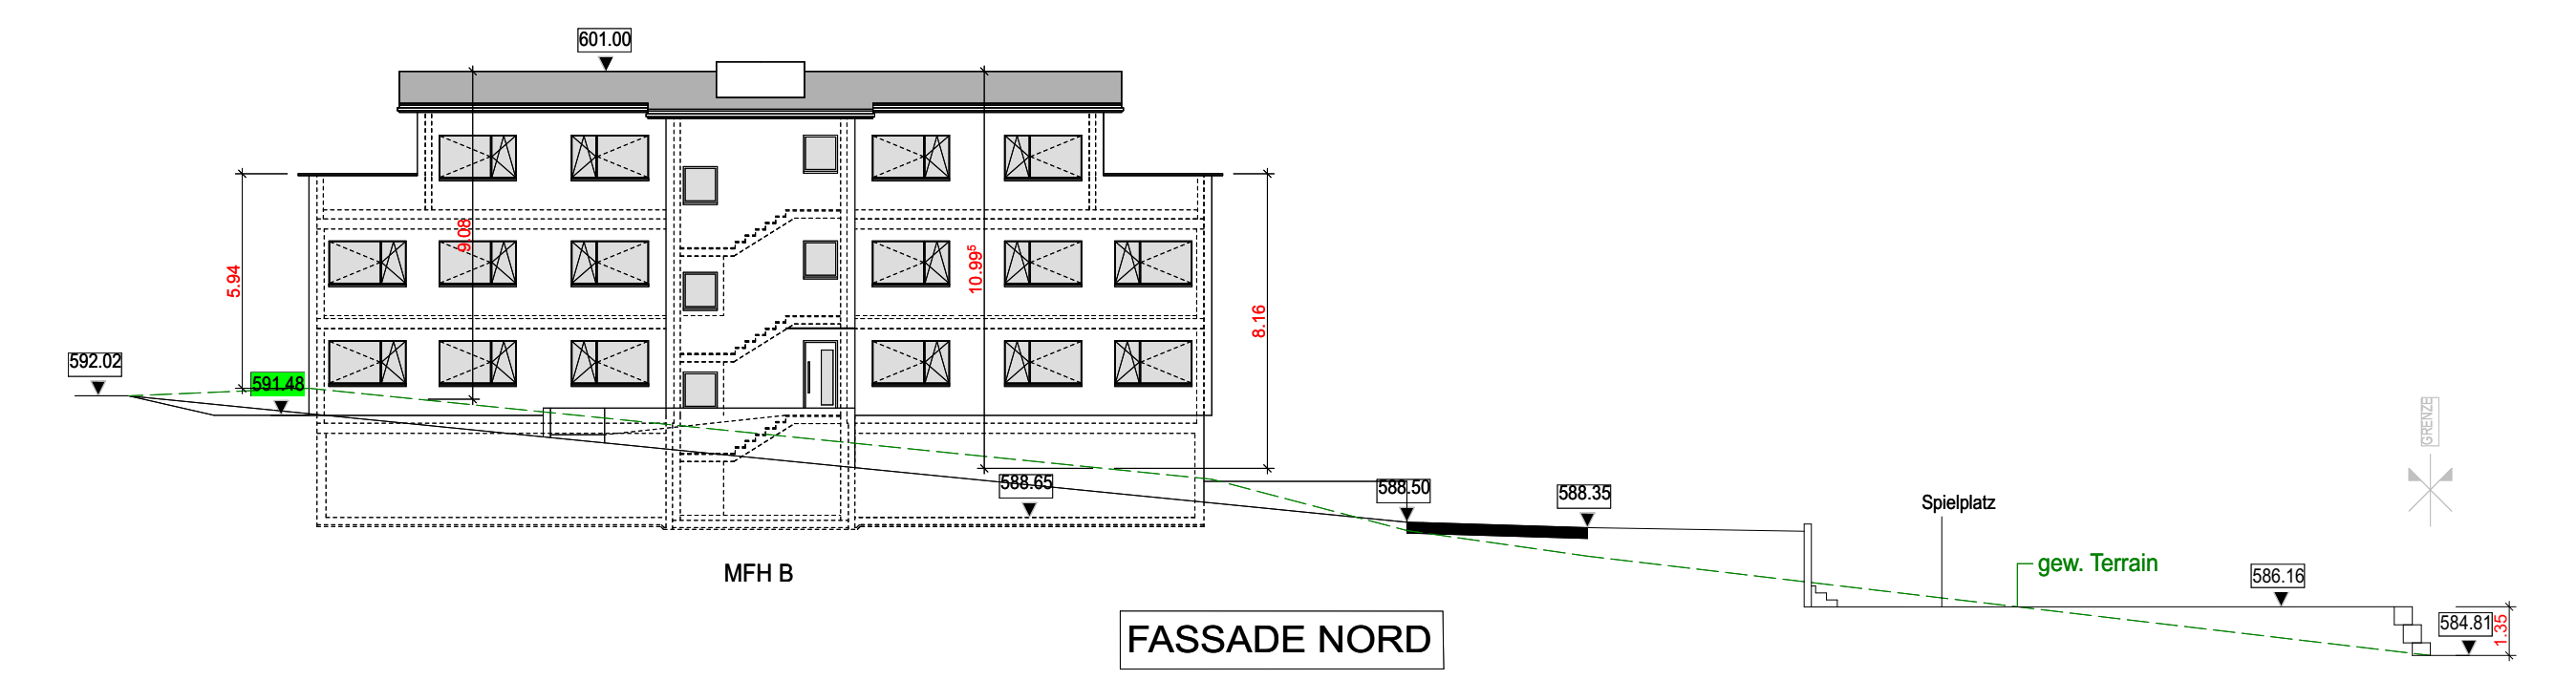 601.00
9.08
10.99⁵
5.94
8.16
592.02
591.48
588.65
588.50
588.35
GRENZE
Spielplatz
gew. Terrain
586.16
584.81
1.35
MFH B
FASSADE NORD